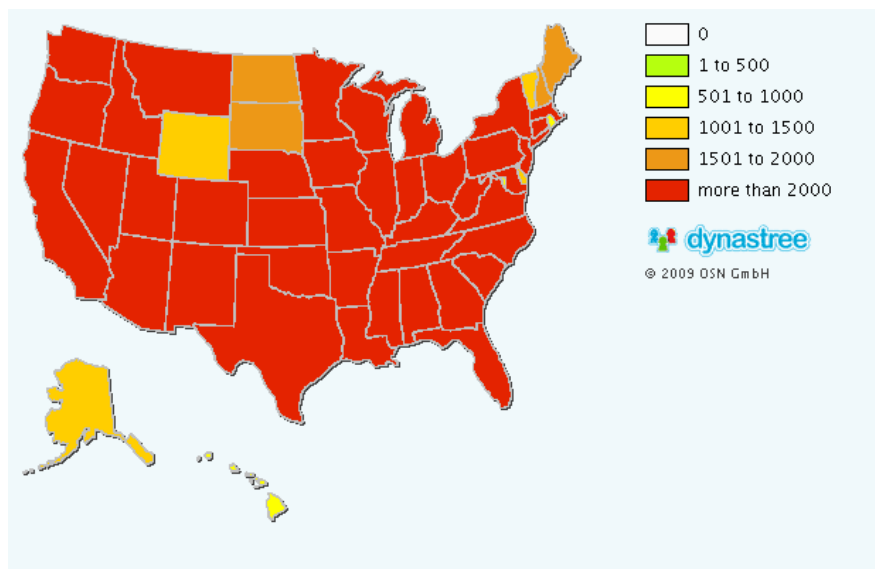 0
1 to 500
501 to 1000
1001 to 1500
1501 to 2000
more than 2000
dynastree
© 2009 OSN GmbH